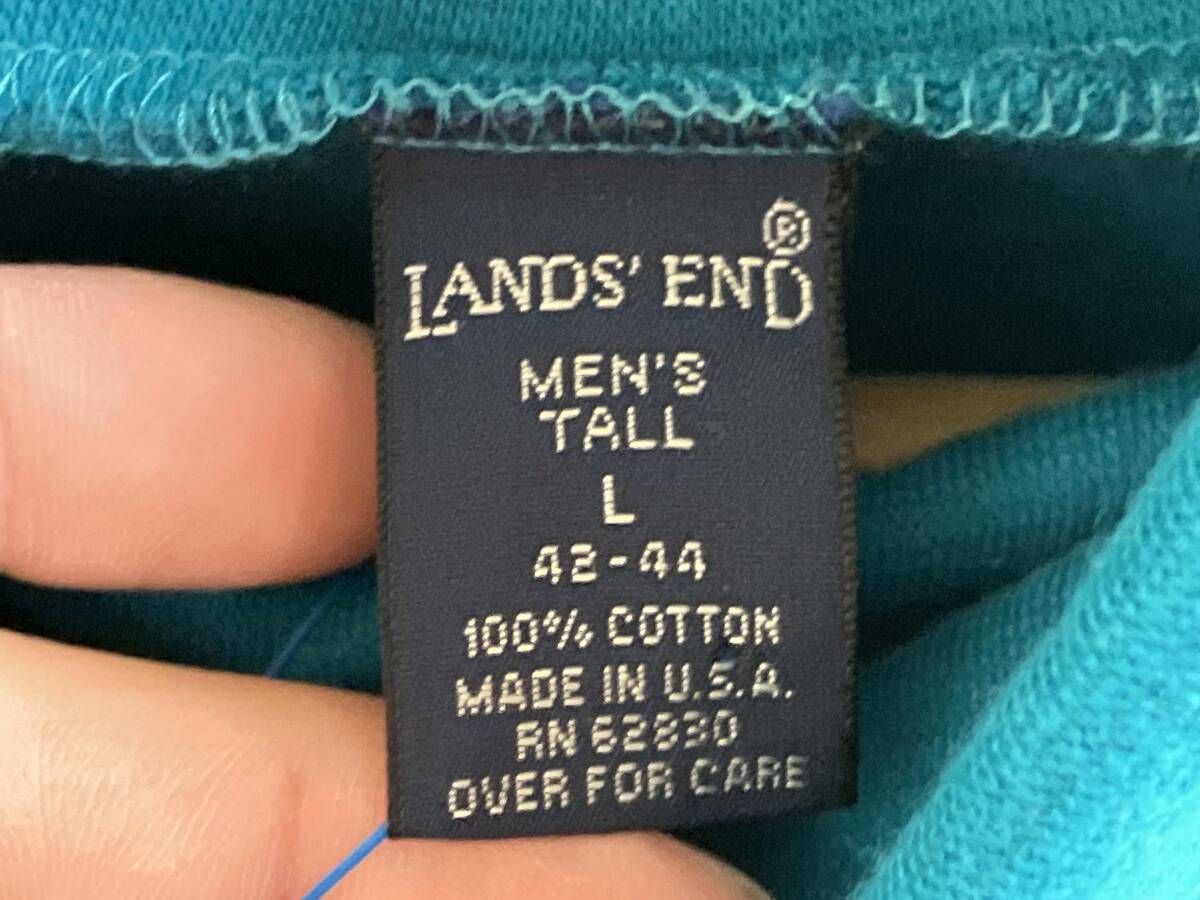 LANDS' END®
MEN'S
TALL
L
42-44
100% COTTON
MADE IN U.S.A.
RN 62830
OVER FOR CARE